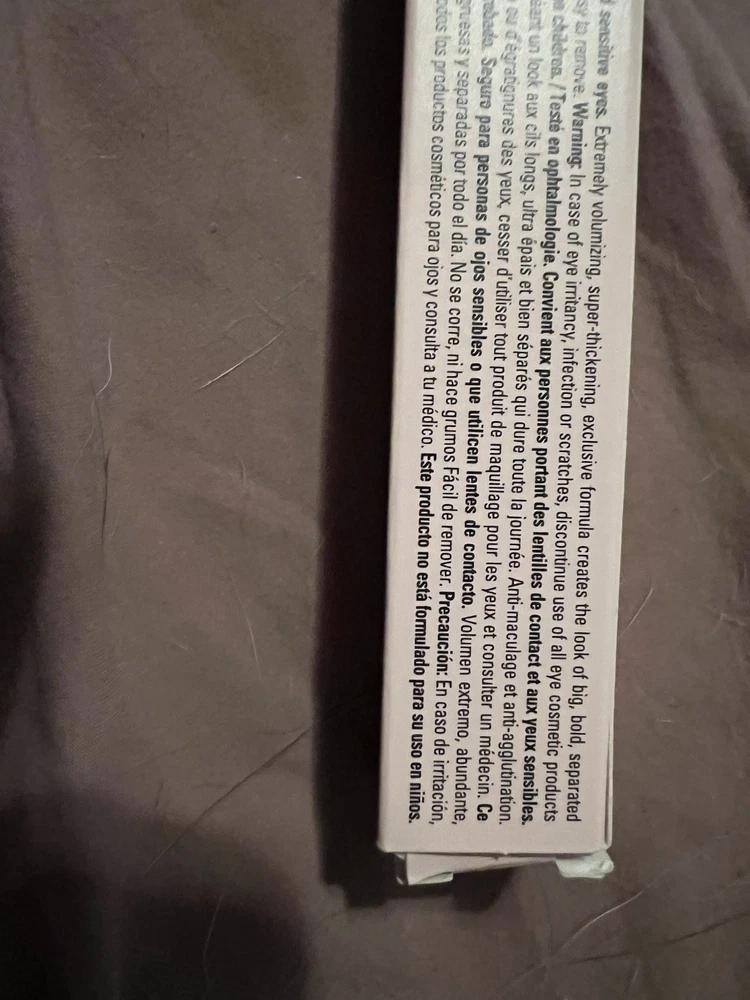 sensitive eyes. Extremely volumizing, super-thickening, exclusive formula creates the look of big, bold, separated
to remove. Warning: In case of eye irritancy, infection or scratches, discontinue use of all eye cosmetic products
children. / Testé en ophtalmologie. Convient aux personnes portant des lentilles de contact et aux yeux sensibles.
un look aux cils longs, ultra épais et bien séparés qui dure toute la journée. Anti-maculage et anti-agglutination.
ou d'égratignures des yeux, cesser d'utiliser tout produit de maquillage pour les yeux et consulter un médecin. Ce
Seguro para personas de ojos sensibles o que utilicen lentes de contacto. Volumen extremo, abundante,
gruesas y separadas por todo el día. No se corre, ni hace grumos Fácil de remover. Precaución: En caso de irritación,
los productos cosméticos para ojos y consulta a tu médico. Este producto no está formulado para su uso en niños.